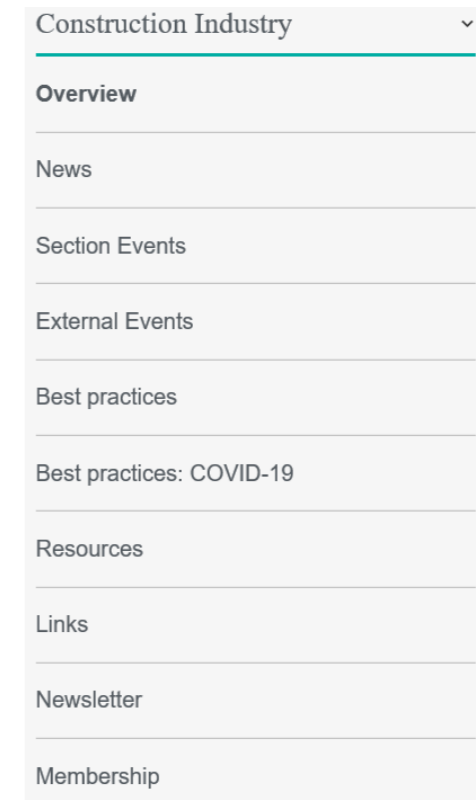 Construction Industry
Overview
News
Section Events
External Events
Best practices
Best practices: COVID-19
Resources
Links
Newsletter
Membership